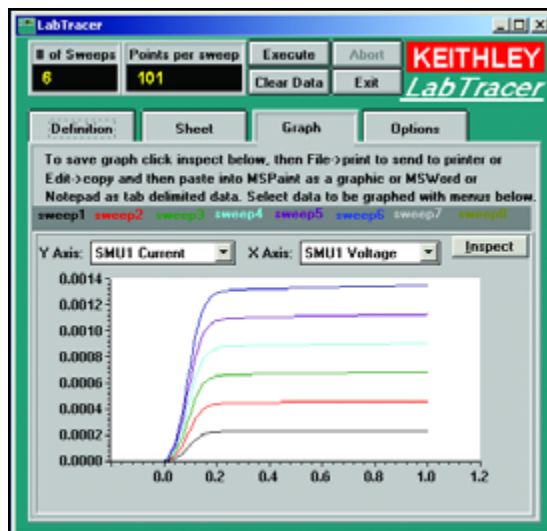 LabTracer
# of Sweeps
Points per sweep
Execute
Abort
KEITHLEY
6
101
Clear Data
Exit
LabTracer
Definition
Sheet
Graph
Options
To save graph click inspect below, then File->print to send to printer or
Edit->copy and then paste into MSPaint as a graphic or MSWord or
Notepad as tab delimited data. Select data to be graphed with menus below.
sweep1 sweep2 sweep3 sweep4 sweep5 sweep6 sweep7 sweep8
Y Axis: SMU1 Current X Axis: SMU1 Voltage Inspect
0.0014
0.0012
0.0010
0.0008
0.0006
0.0004
0.0002
0.0000
0.0 0.2 0.4 0.6 0.8 1.0 1.2